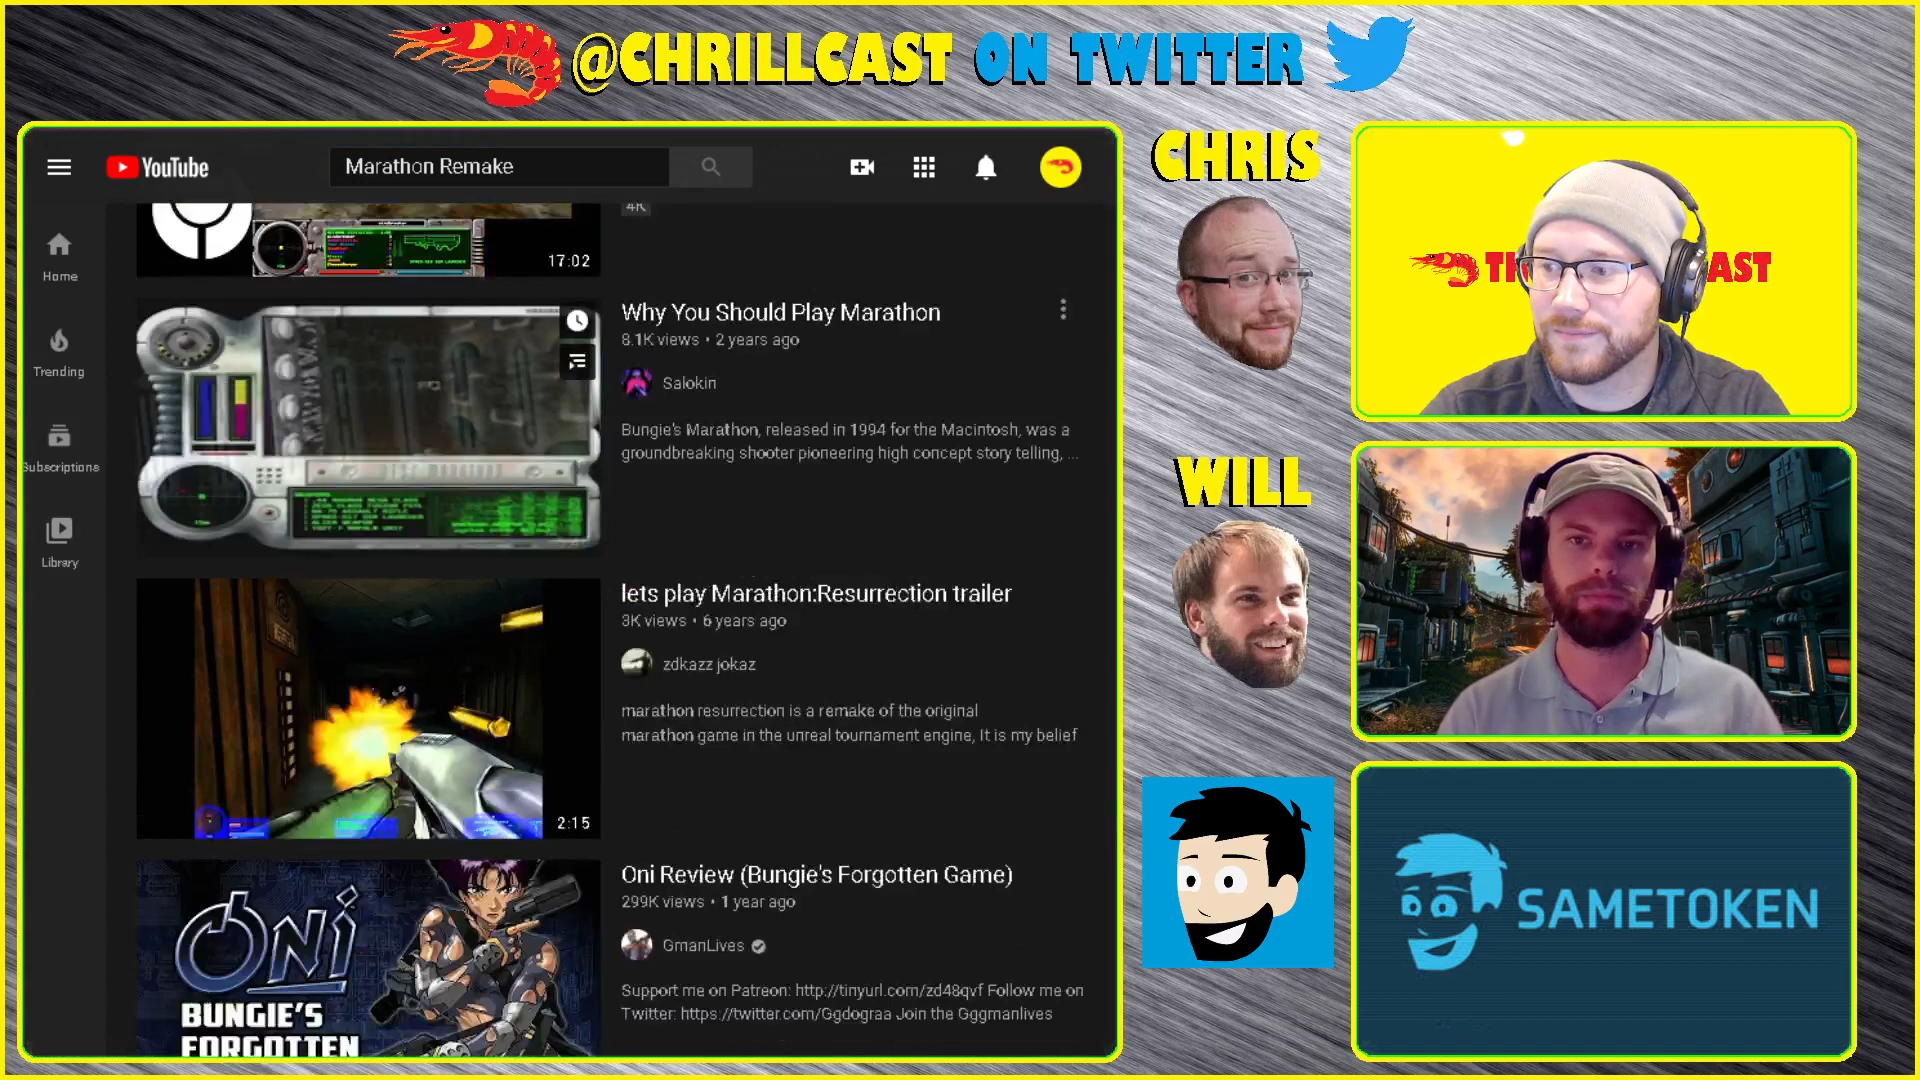 @CHRILLCAST ON TWITTER
YouTube
Marathon Remake
Home
Trending
Subscriptions
Library
4K
17:02
Why You Should Play Marathon
8.1K views • 2 years ago
Salokin
Bungie's Marathon, released in 1994 for the Macintosh, was a
groundbreaking shooter pioneering high concept story telling, ...
lets play Marathon:Resurrection trailer
3K views • 6 years ago
zdkazz jokaz
marathon resurrection is a remake of the original
marathon game in the unreal tournament engine, It is my belief
2:15
Oni Review (Bungie's Forgotten Game)
299K views • 1 year ago
GmanLives
Support me on Patreon: http://tinyurl.com/zd48qvf Follow me on
Twitter: https://twitter.com/Ggdograa Join the Gggmanlives
ONI
BUNGIE'S
FORGOTTEN
CHRIS
TH
AST
WILL
SAMETOKEN